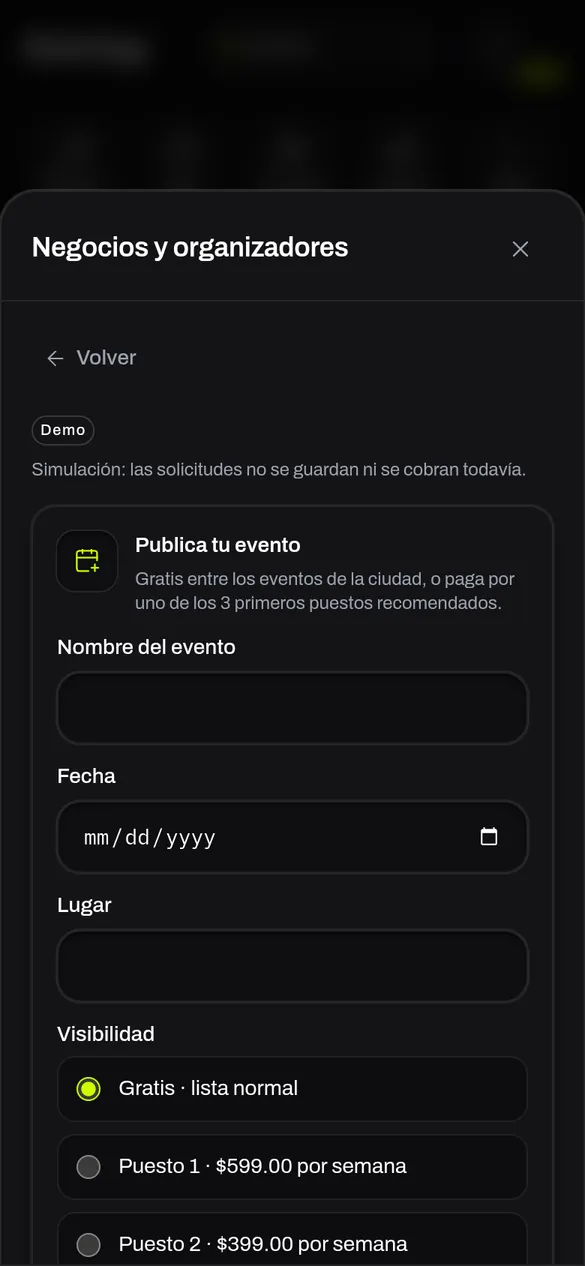 Negocios y organizadores
Volver
Demo
Simulación: las solicitudes no se guardan ni se cobran todavía.
Publica tu evento
Gratis entre los eventos de la ciudad, o paga por
uno de los 3 primeros puestos recomendados.
Nombre del evento
Fecha
mm/dd/yyyy
Lugar
Visibilidad
Gratis · lista normal
Puesto 1 · $599.00 por semana
Puesto 2 · $399.00 por semana